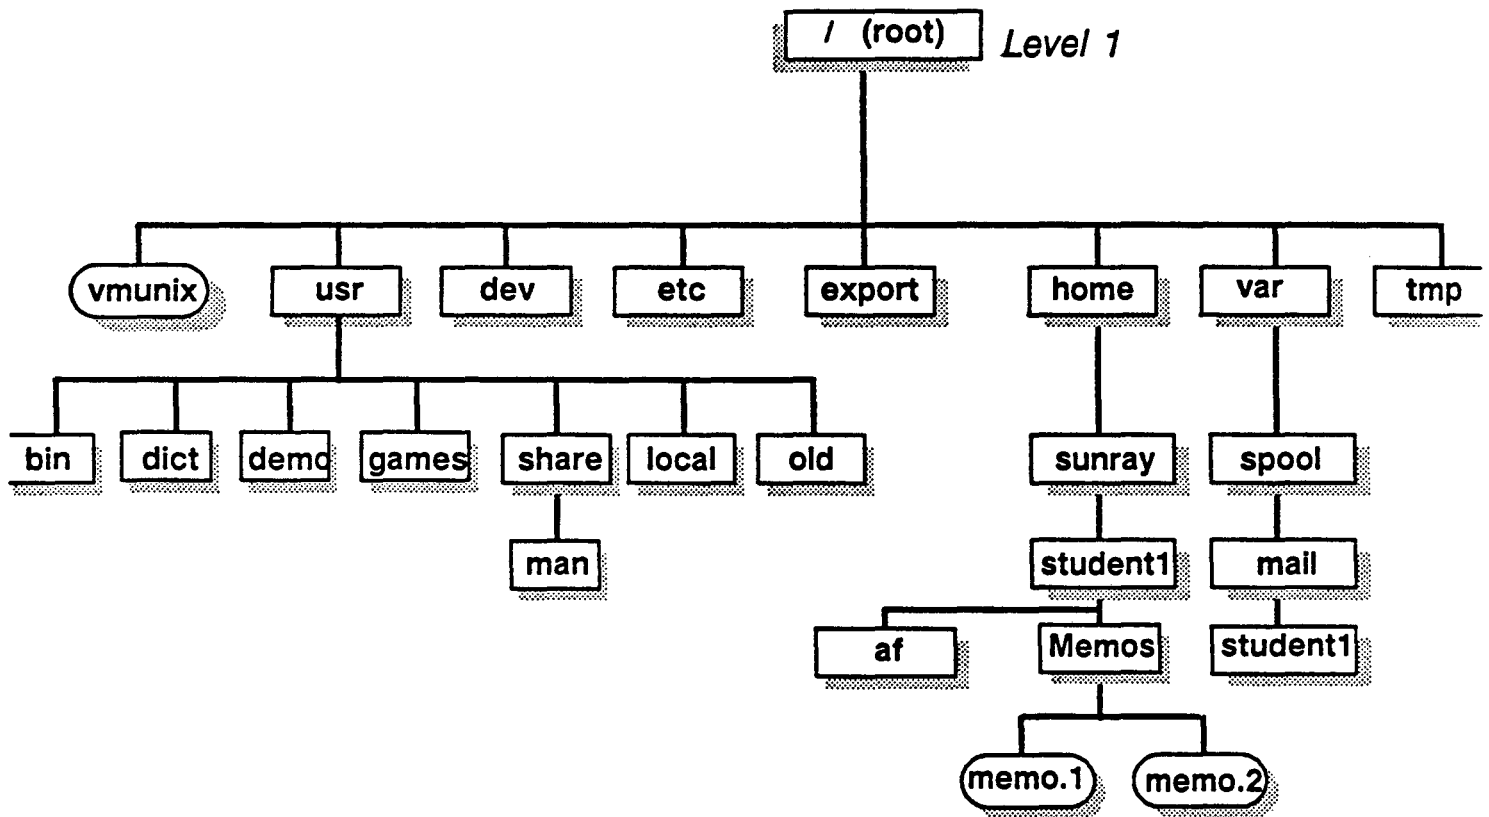 / (root)
Level 1
vmunix usr dev etc export home var tmp
bin dict demo games share local old sunray spool
man student1 mail
af Memos student1
memo.1 memo.2